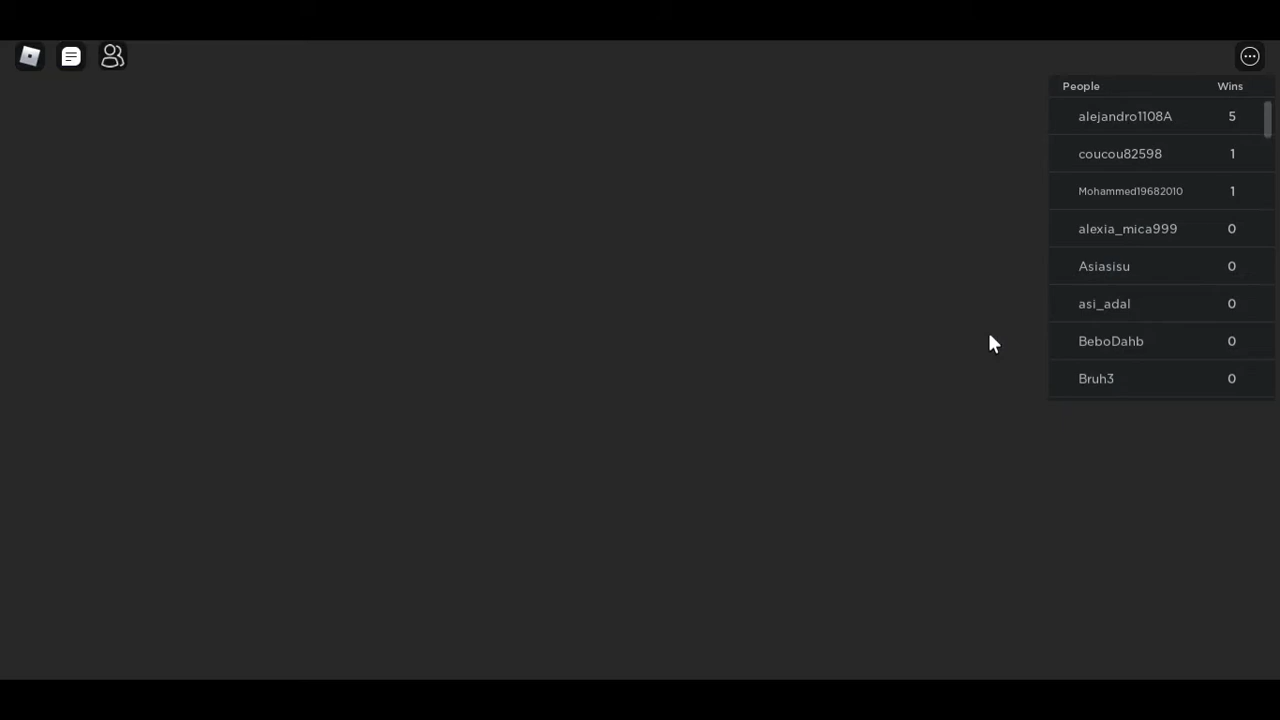 People Wins
alejandro1108A 5
coucou82598 1
Mohammed19682010 1
alexia_mica999 0
Asiasisu 0
asi_adal 0
BeboDahb 0
Bruh3 0